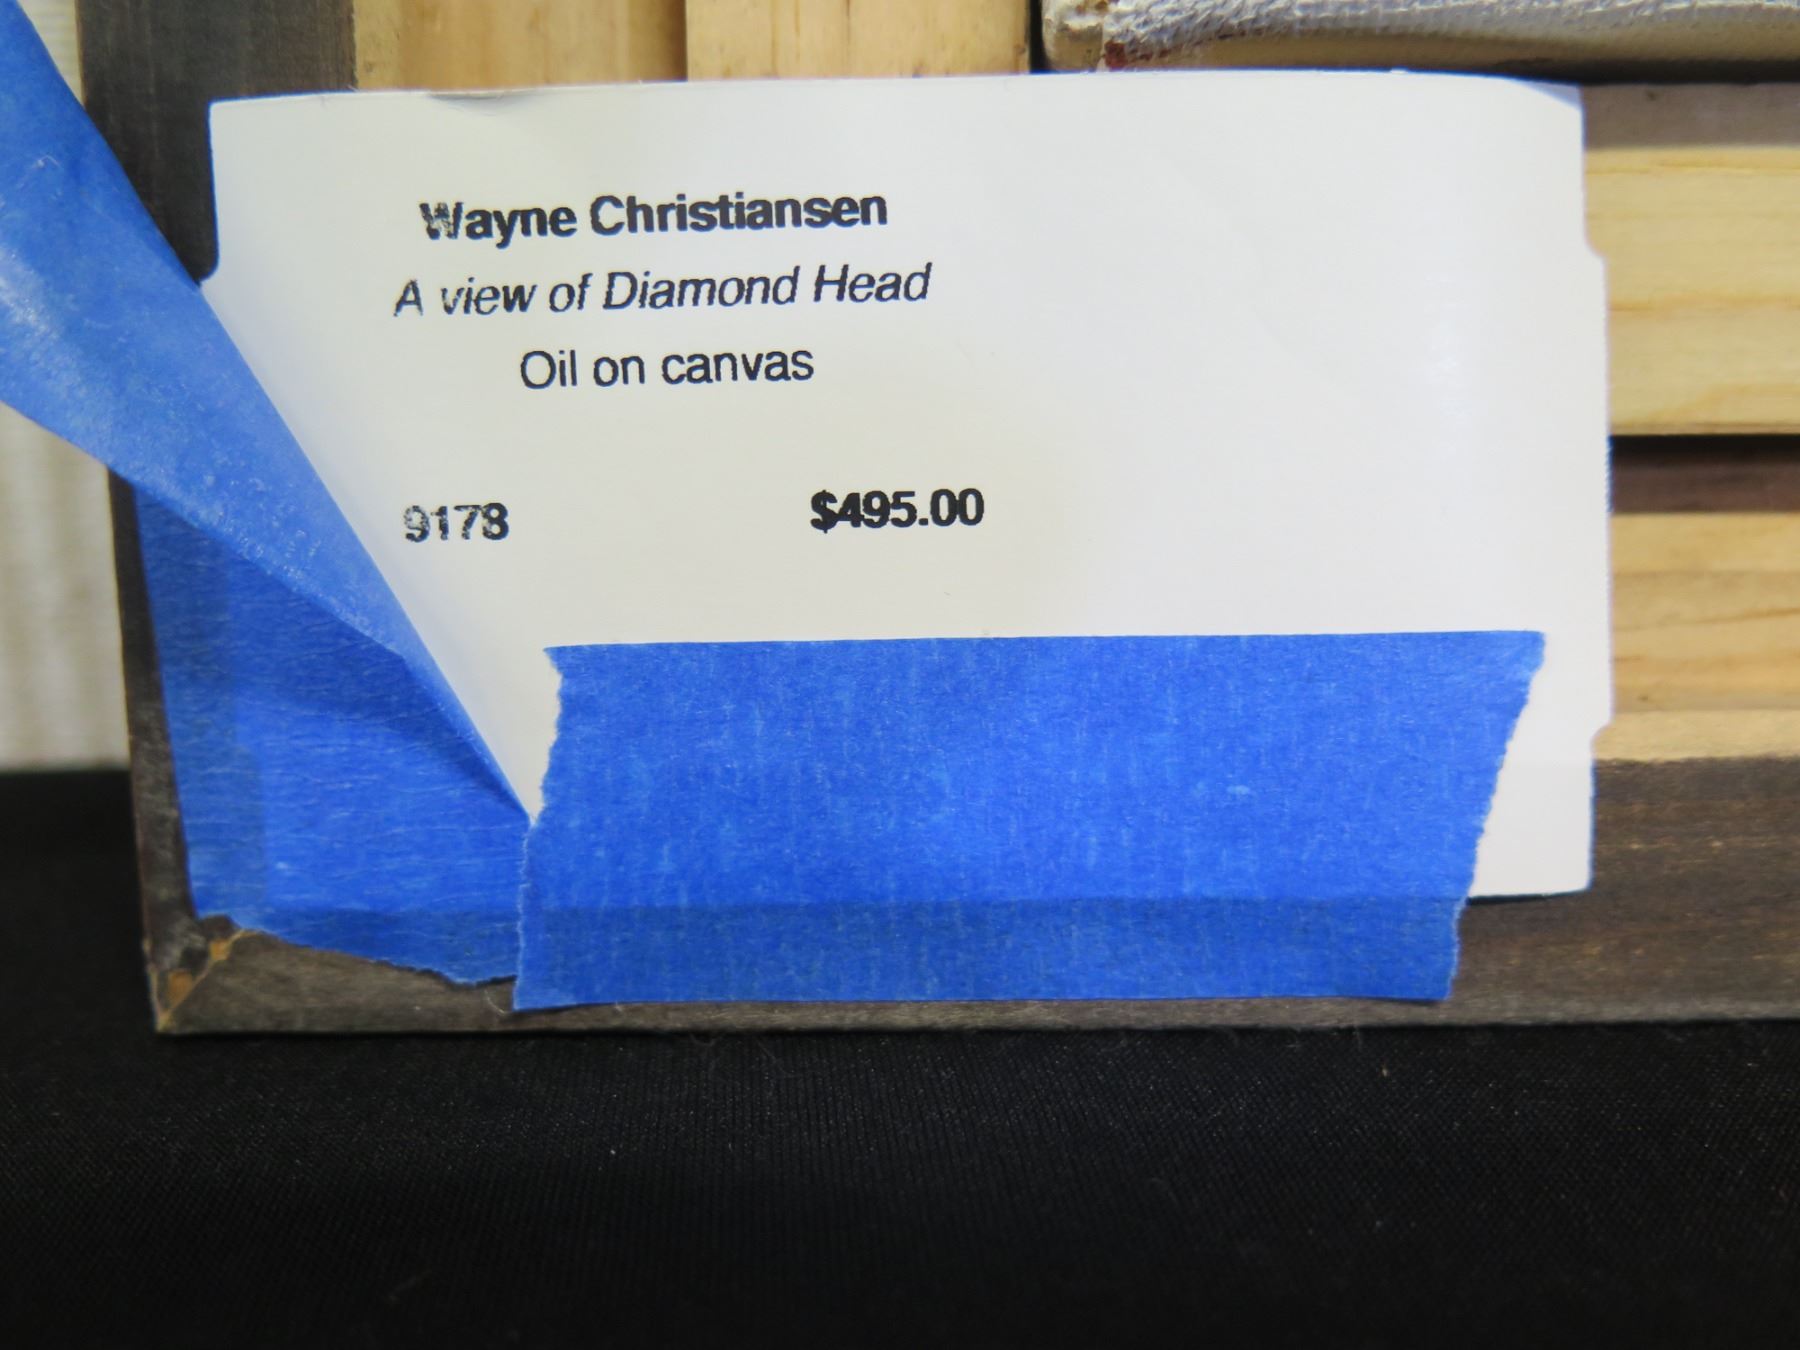 Wayne Christiansen
A view of Diamond Head
Oil on canvas
9178 $495.00